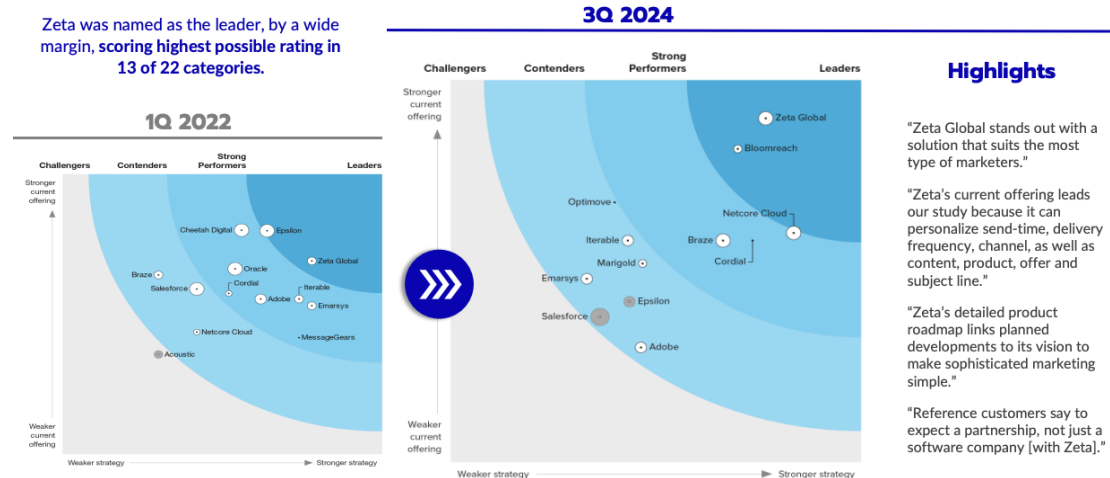 Zeta was named as the leader, by a wide
margin, scoring highest possible rating in
13 of 22 categories.
1Q 2022
Challengers
Contenders
Strong
Performers
Leaders
Stronger
current
offering
Cheetah Digital
Epsilon
Zeta Global
Oracle
Braze
Cordial
Salesforce
Iterable
Adobe
Emarsys
Netcore Cloud
MessageGears
Acoustic
Weaker
current
offering
Weaker strategy
Stronger strategy
3Q 2024
Challengers
Contenders
Strong
Performers
Leaders
Stronger
current
offering
Zeta Global
Bloomreach
Optimove
Netcore Cloud
Iterable
Braze
Cordial
Marigold
Emarsys
Epsilon
Salesforce
Adobe
Weaker
current
offering
Weaker strategy
Stronger strategy
Highlights
“Zeta Global stands out with a
solution that suits the most
type of marketers.”
“Zeta’s current offering leads
our study because it can
personalize send-time, delivery
frequency, channel, as well as
content, product, offer and
subject line.”
“Zeta’s detailed product
roadmap links planned
developments to its vision to
make sophisticated marketing
simple.”
“Reference customers say to
expect a partnership, not just a
software company [with Zeta].”